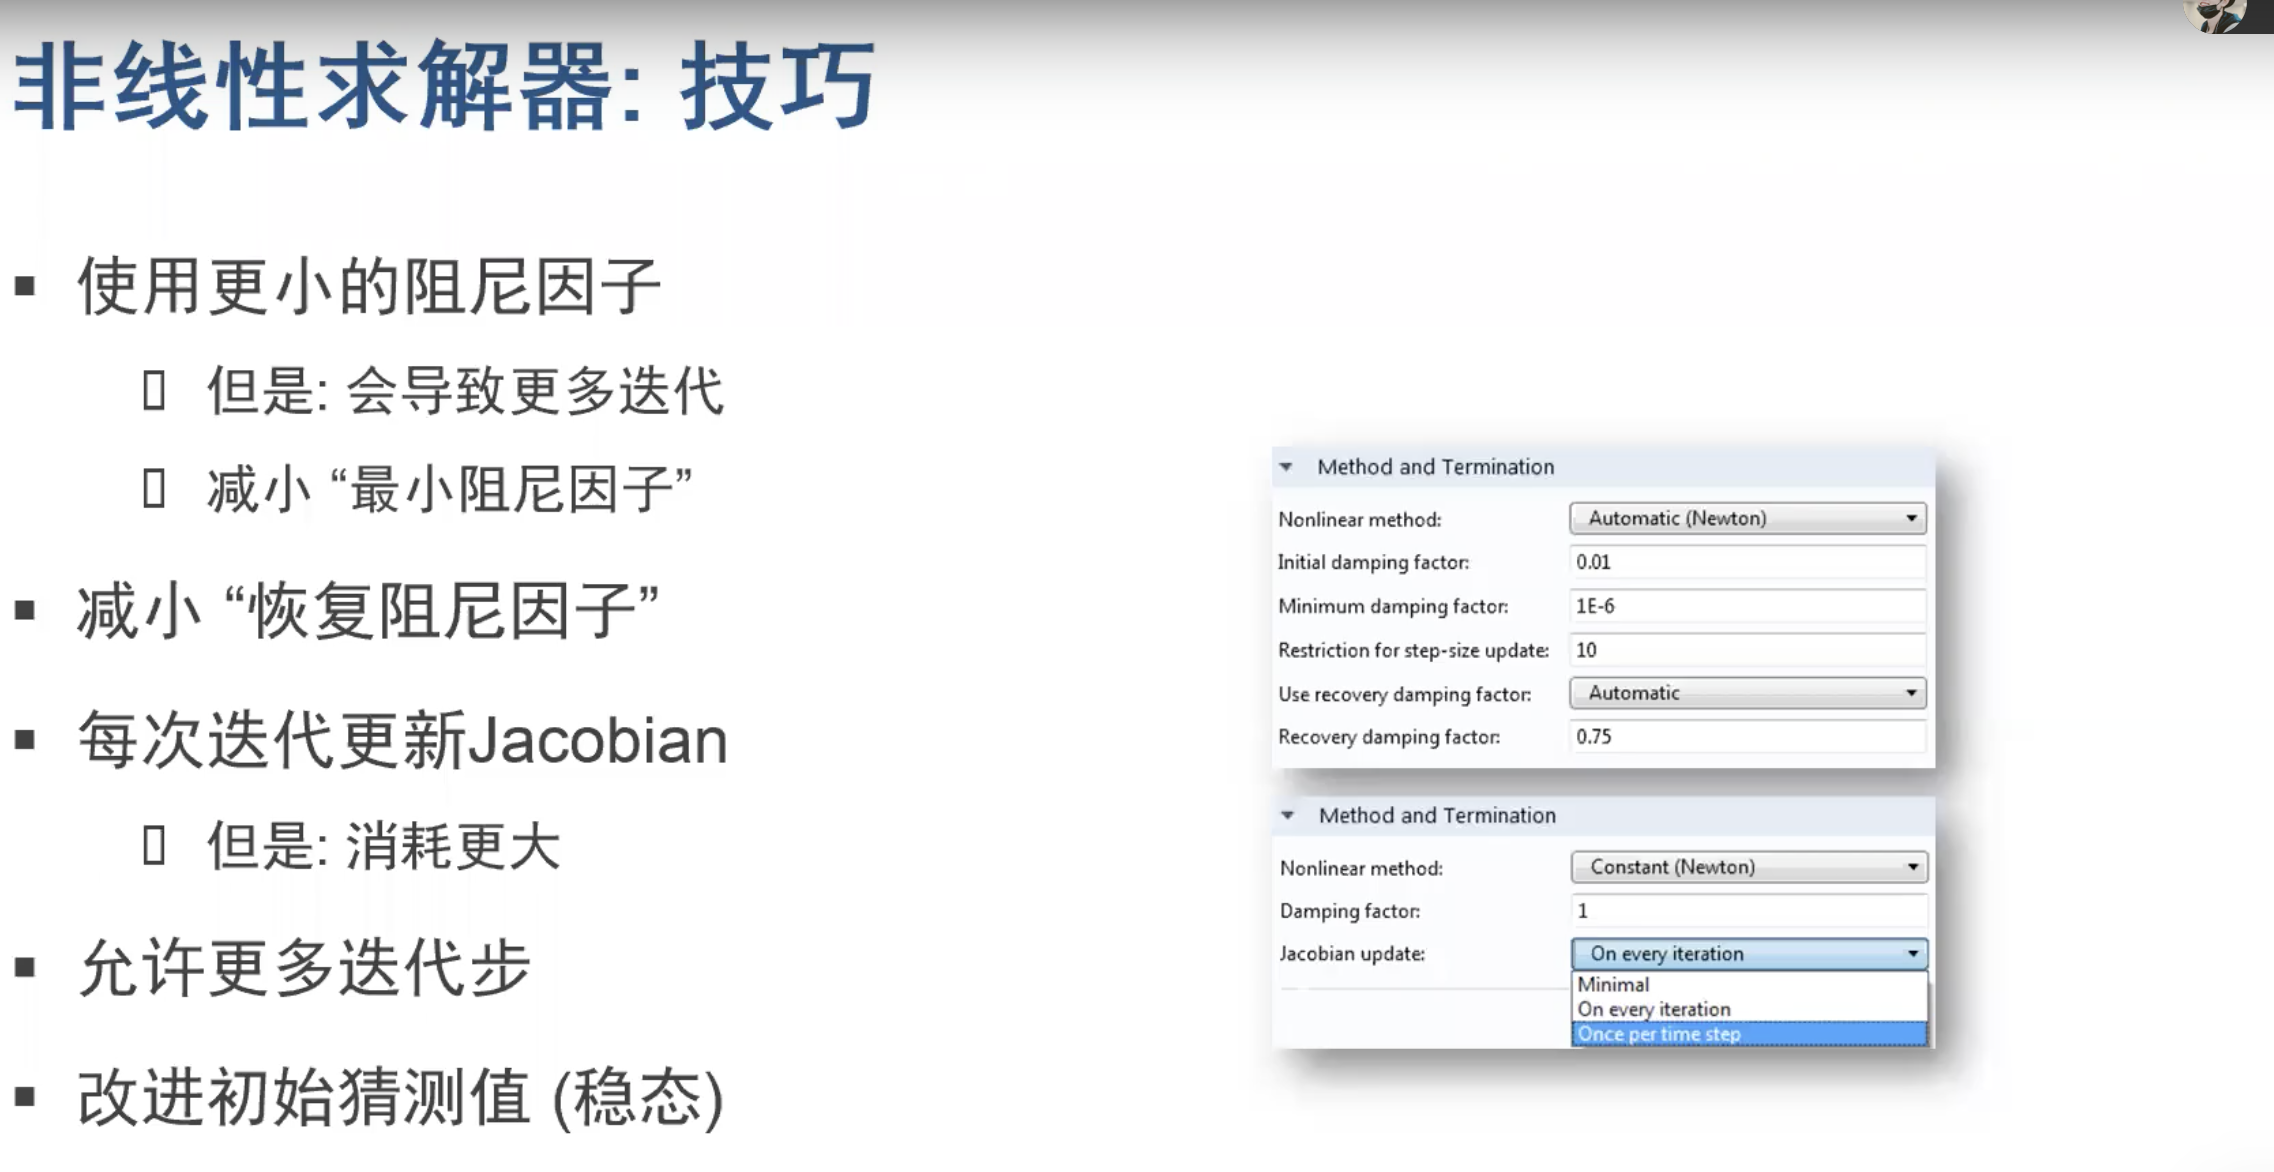 非线性求解器: 技巧
▪ 使用更小的阻尼因子
▯ 但是: 会导致更多迭代
▯ 减小 “最小阻尼因子”
▪ 减小 “恢复阻尼因子”
▪ 每次迭代更新Jacobian
▯ 但是: 消耗更大
▪ 允许更多迭代步
▪ 改进初始猜测值 (稳态)
Method and Termination
Nonlinear method: Automatic (Newton)
Initial damping factor: 0.01
Minimum damping factor: 1E-6
Restriction for step-size update: 10
Use recovery damping factor: Automatic
Recovery damping factor: 0.75
Method and Termination
Nonlinear method: Constant (Newton)
Damping factor: 1
Jacobian update: On every iteration
Minimal
On every iteration
Once per time step